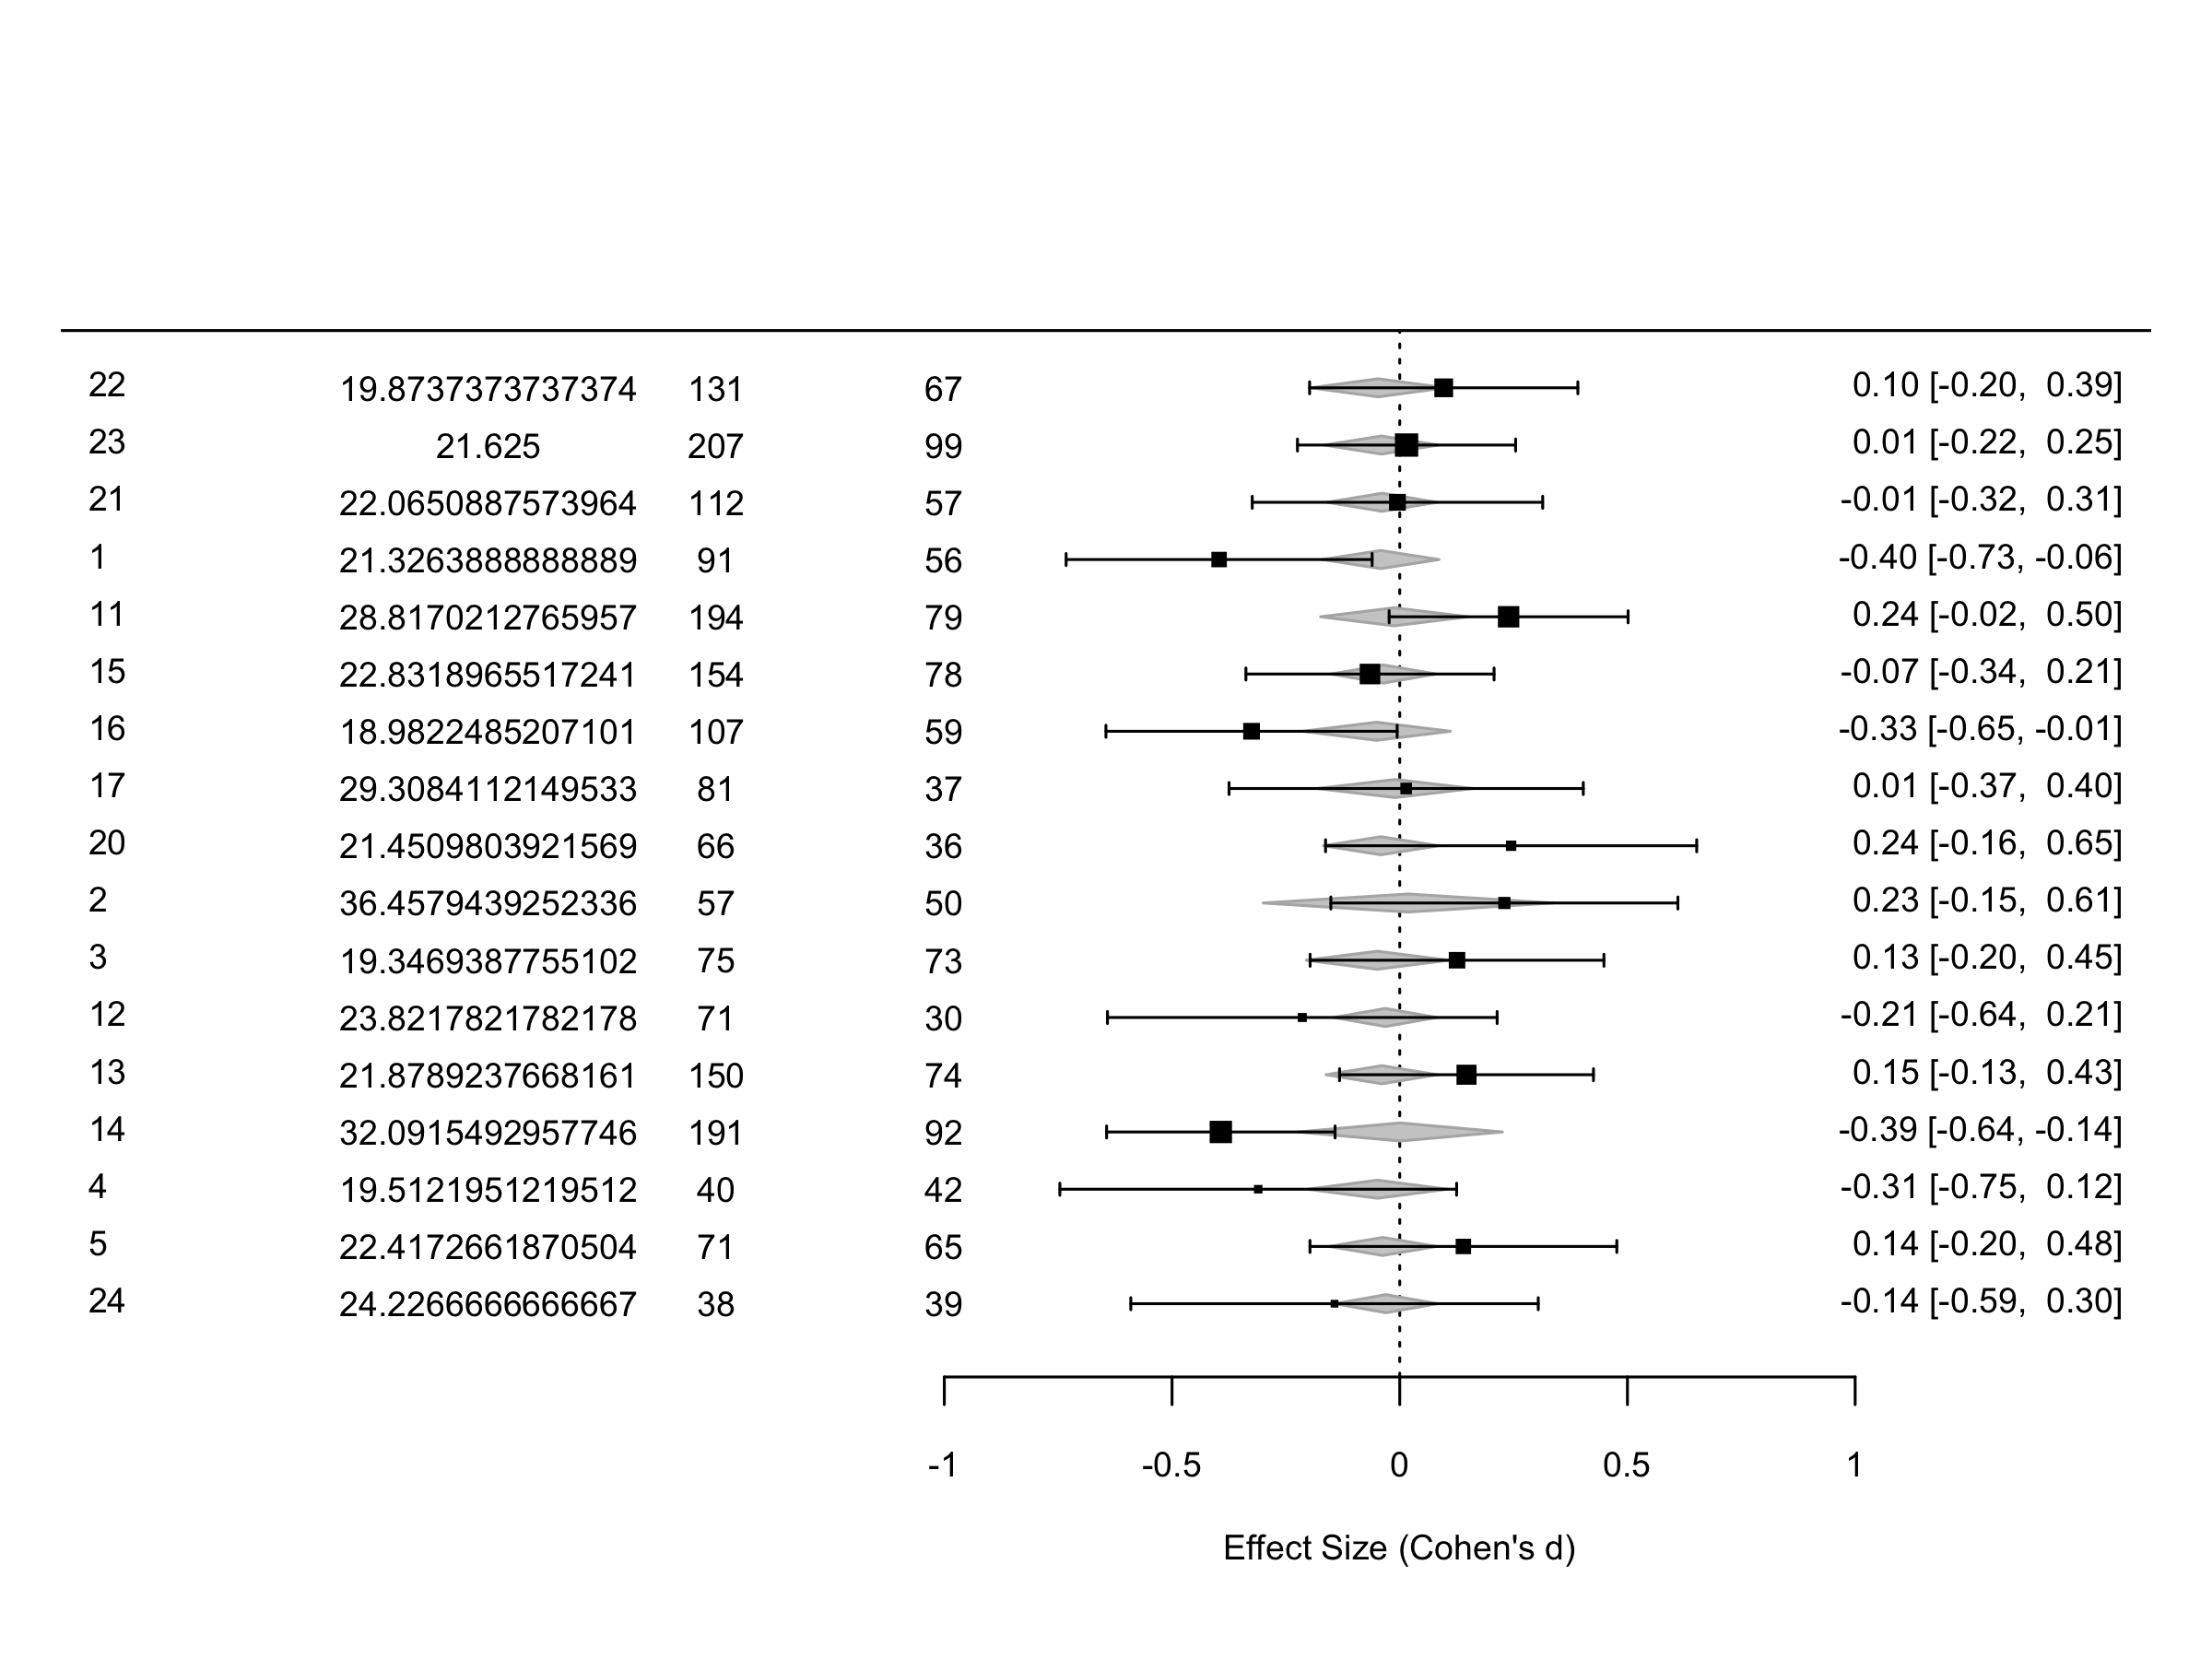 22 19.8737373737374 131 67 0.10 [-0.20, 0.39]
23 21.625 207 99 0.01 [-0.22, 0.25]
21 22.0650887573964 112 57 -0.01 [-0.32, 0.31]
1 21.3263888888889 91 56 -0.40 [-0.73, -0.06]
11 28.8170212765957 194 79 0.24 [-0.02, 0.50]
15 22.8318965517241 154 78 -0.07 [-0.34, 0.21]
16 18.9822485207101 107 59 -0.33 [-0.65, -0.01]
17 29.3084112149533 81 37 0.01 [-0.37, 0.40]
20 21.4509803921569 66 36 0.24 [-0.16, 0.65]
2 36.4579439252336 57 50 0.23 [-0.15, 0.61]
3 19.3469387755102 75 73 0.13 [-0.20, 0.45]
12 23.8217821782178 71 30 -0.21 [-0.64, 0.21]
13 21.8789237668161 150 74 0.15 [-0.13, 0.43]
14 32.0915492957746 191 92 -0.39 [-0.64, -0.14]
4 19.5121951219512 40 42 -0.31 [-0.75, 0.12]
5 22.4172661870504 71 65 0.14 [-0.20, 0.48]
24 24.2266666666667 38 39 -0.14 [-0.59, 0.30]
-1 -0.5 0 0.5 1
Effect Size (Cohen's d)